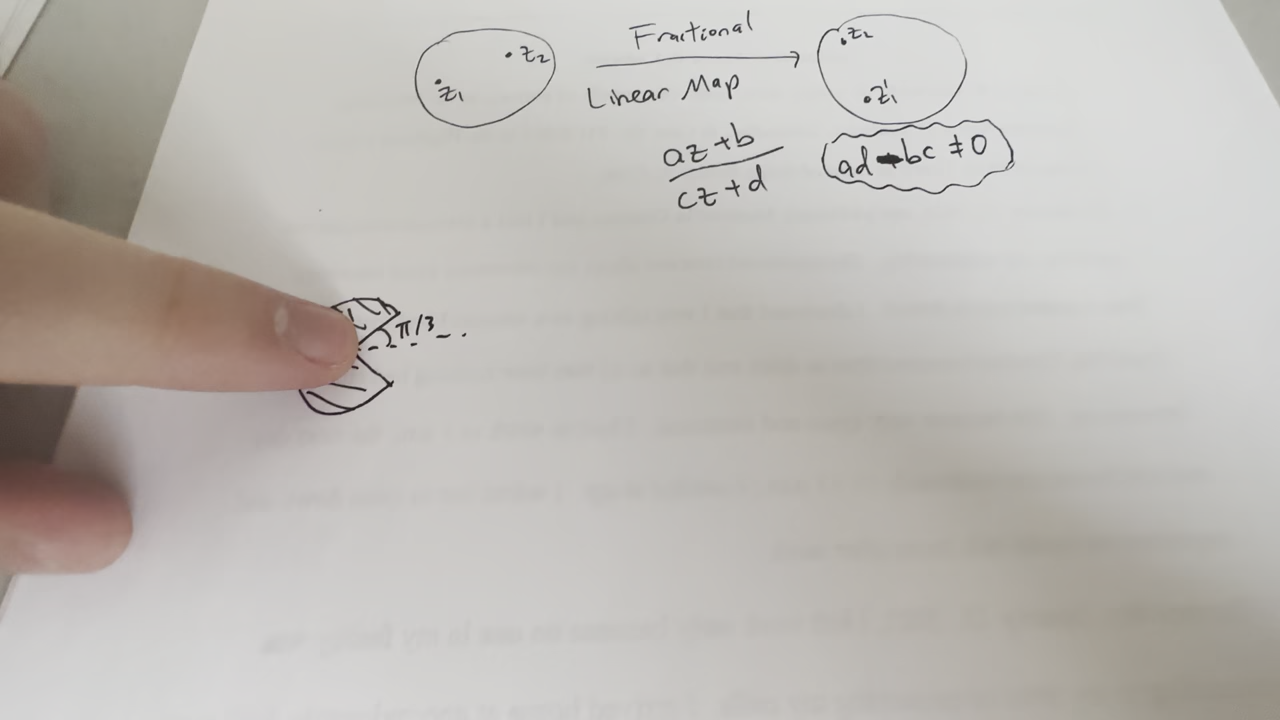 z₂
z₁
Fractional
Linear Map
z₂
z₁'
az+b
cz+d
ad-bc ≠ 0
π/3